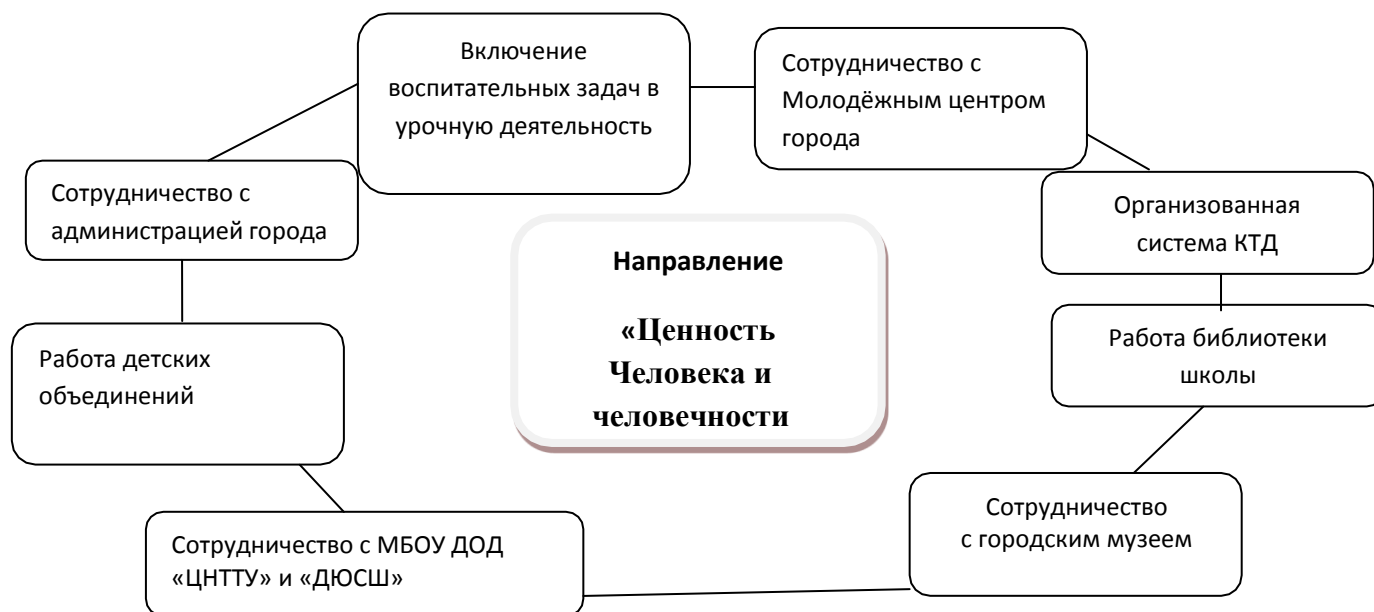 Включение
воспитательных задач в
урочную деятельность
Сотрудничество с
Молодёжным центром
города
Сотрудничество с
администрацией города
Организованная
система КТД
Направление
«Ценность
Человека и
человечности
Работа детских
объединений
Работа библиотеки
школы
Сотрудничество с МБОУ ДОД
«ЦНТТУ» и «ДЮСШ»
Сотрудничество
с городским музеем